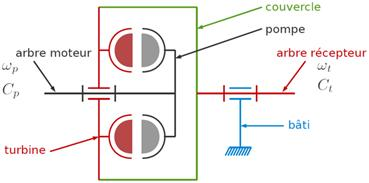 couvercle
pompe
arbre moteur
arbre récepteur
ωp
ωt
Cp
Ct
turbine
bâti